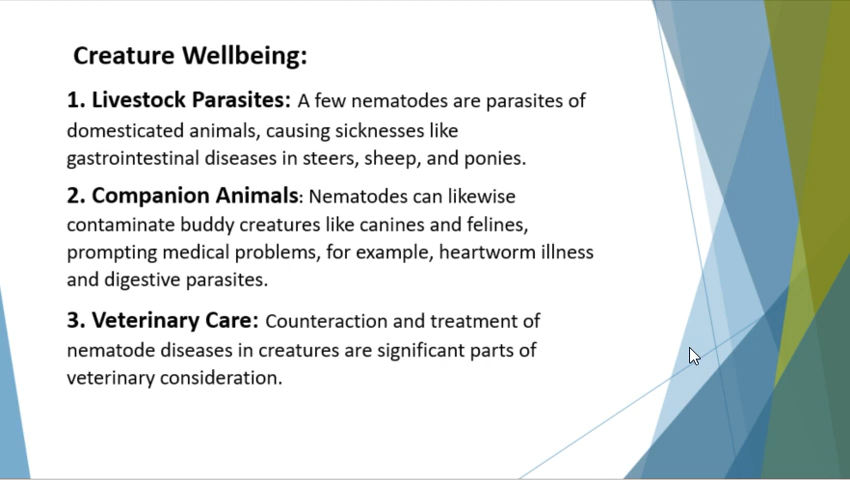 Creature Wellbeing:
1. Livestock Parasites: A few nematodes are parasites of
domesticated animals, causing sicknesses like
gastrointestinal diseases in steers, sheep, and ponies.
2. Companion Animals: Nematodes can likewise
contaminate buddy creatures like canines and felines,
prompting medical problems, for example, heartworm illness
and digestive parasites.
3. Veterinary Care: Counteraction and treatment of
nematode diseases in creatures are significant parts of
veterinary consideration.